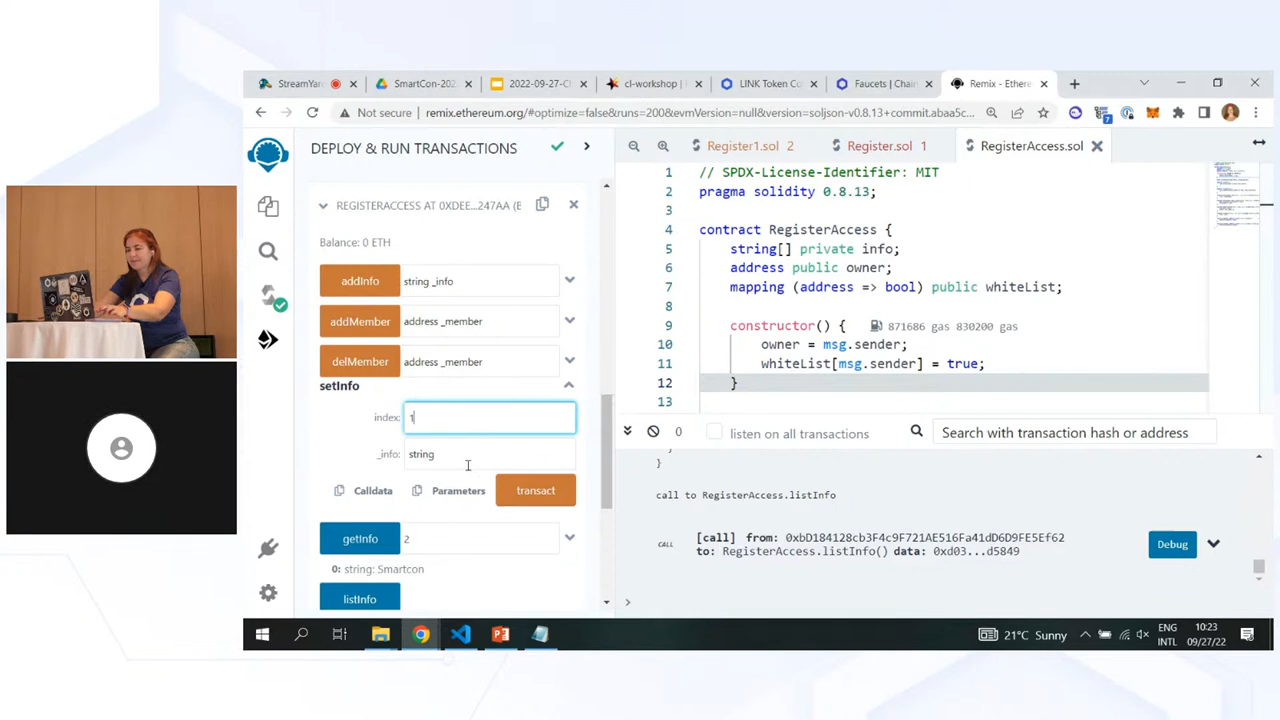 StreamYar
SmartCon-202
2022-09-27-Cl
cl-workshop |
LINK Token Co
Faucets | Chain
Remix - Ethere
Not secure
remix.ethereum.org/#optimize=false&runs=200&evmVersion=null&version=soljson-v0.8.13+commit.abaa5c...
7
DEPLOY & RUN TRANSACTIONS
Register1.sol 2
Register.sol 1
RegisterAccess.sol
REGISTERACCESS AT 0XDEE...247AA (
Balance: 0 ETH
addInfo
string _info
addMember
address _member
delMember
address _member
setInfo
index:
1
_info:
string
Calldata
Parameters
transact
getInfo
2
0: string: Smartcon
listInfo
1 // SPDX-License-Identifier: MIT
2 pragma solidity 0.8.13;
3
4 contract RegisterAccess {
5 string[] private info;
6 address public owner;
7 mapping (address => bool) public whiteList;
8
9 constructor() { 871686 gas 830200 gas
10 owner = msg.sender;
11 whiteList[msg.sender] = true;
12 }
13
0
listen on all transactions
Search with transaction hash or address
}
call to RegisterAccess.listInfo
CALL
[call] from: 0xbD184128cb3F4c9F721AE516Fa41dD6D9FE5Ef62
to: RegisterAccess.listInfo() data: 0xd03...d5849
Debug
>
21°C Sunny
ENG
INTL
10:23
09/27/22